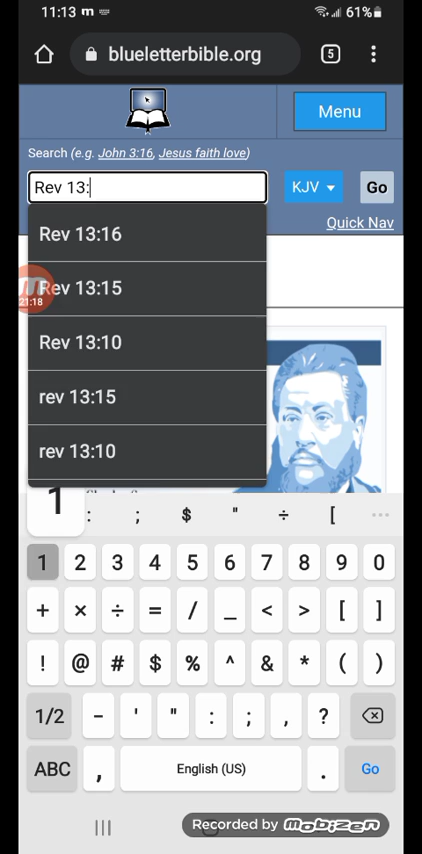 11:13 m 61%
blueletterbible.org 5
Menu
Search (e.g. John 3:16, Jesus faith love)
Rev 13: KJV Go
Quick Nav
Rev 13:16
Rev 13:15
21:18
Rev 13:10
rev 13:15
rev 13:10
1
: ; $ " ÷ [ ...
1 2 3 4 5 6 7 8 9 0
+ × ÷ = / _ < > [ ]
! @ # $ % ^ & * ( )
1/2 - ' " : ; , ?
ABC , English (US) . Go
Recorded by mobizen